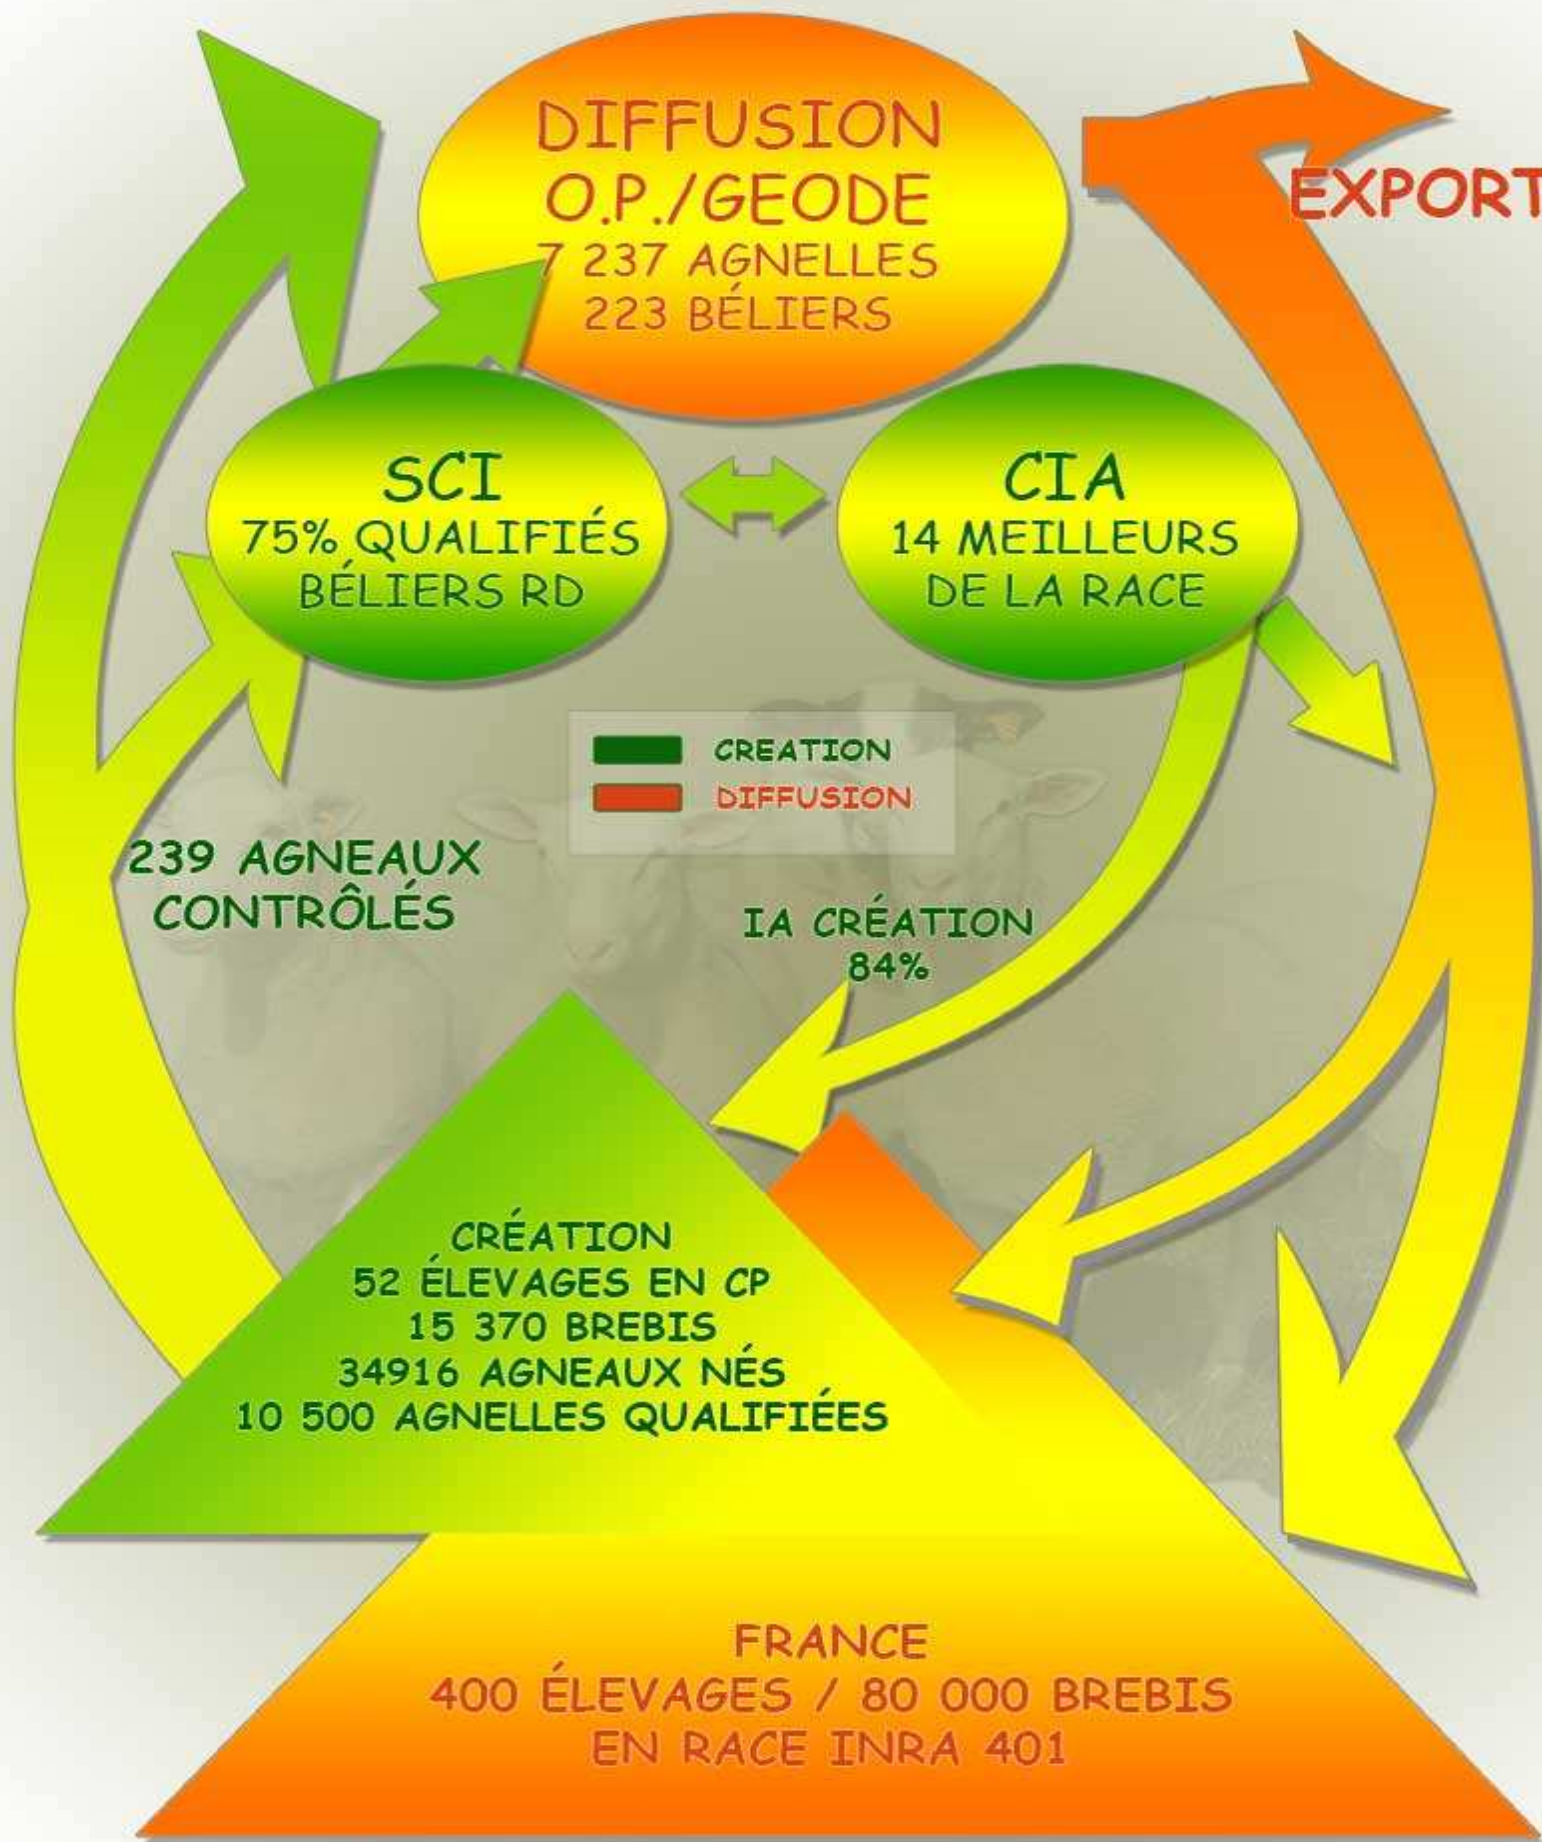 DIFFUSION
O.P./GEODE
7 237 AGNELLES
223 BÉLIERS
EXPORT
SCI
75% QUALIFIÉS
BÉLIERS RD
CIA
14 MEILLEURS
DE LA RACE
CREATION
DIFFUSION
239 AGNEAUX
CONTRÔLÉS
IA CRÉATION
84%
CRÉATION
52 ÉLEVAGES EN CP
15 370 BREBIS
34916 AGNEAUX NÉS
10 500 AGNELLES QUALIFIÉES
FRANCE
400 ÉLEVAGES / 80 000 BREBIS
EN RACE INRA 401